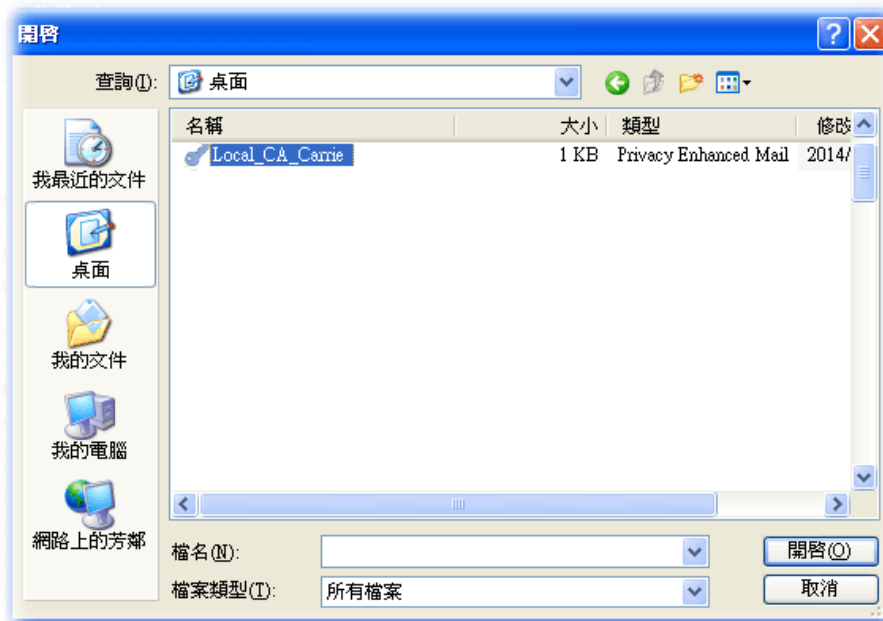 開啓
查詢(I): 桌面
名稱 大小 類型 修改
Local_CA_Carrie 1 KB Privacy Enhanced Mail 2014/
我最近的文件
桌面
我的文件
我的電腦
網路上的芳鄰
檔名(N): 開啓(O)
檔案類型(T): 所有檔案 取消